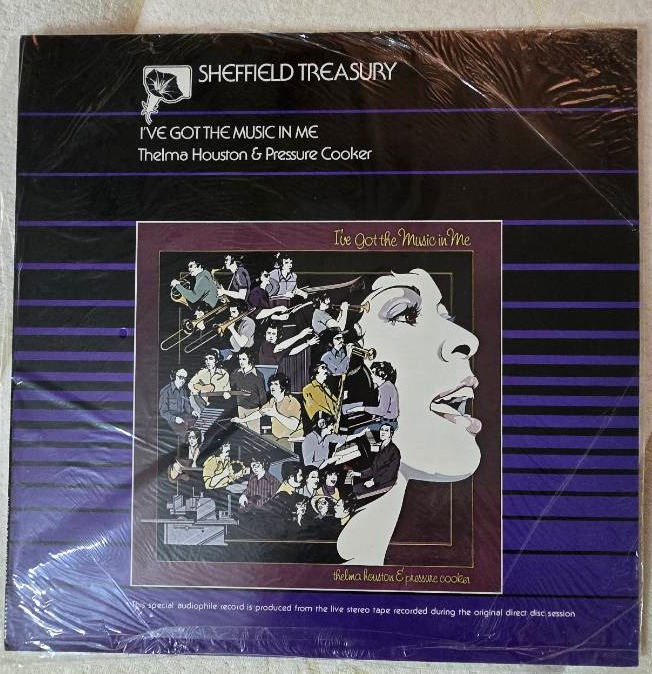 SHEFFIELD TREASURY
I'VE GOT THE MUSIC IN ME
Thelma Houston & Pressure Cooker
I've Got the Music in Me
thelma houston & pressure cooker
This special audiophile record is produced from the live stereo tape recorded during the original direct disc session